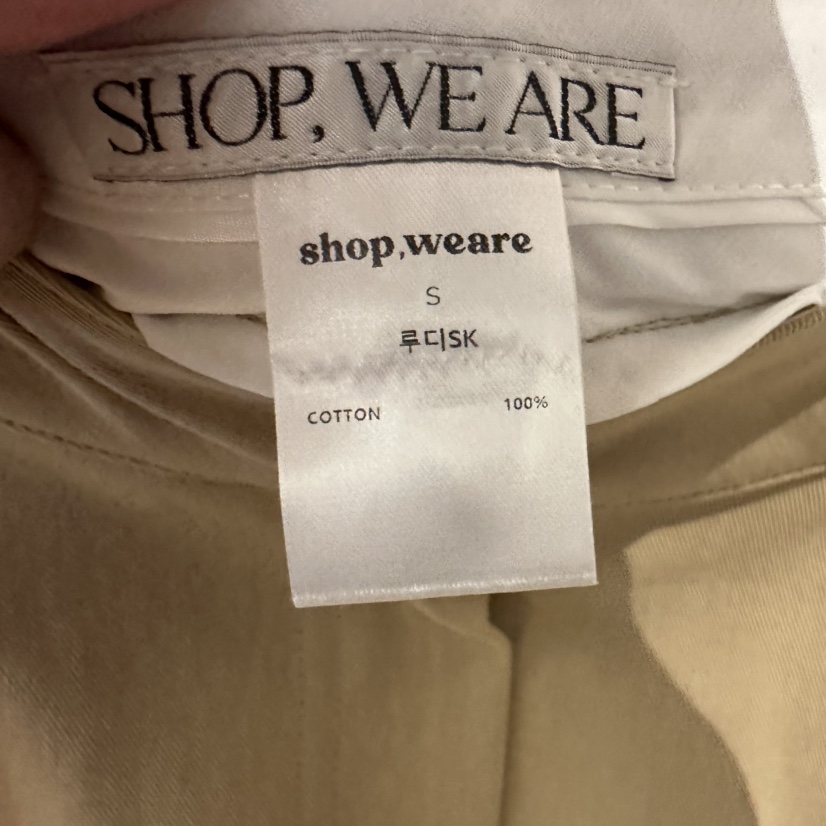 SHOP, WE ARE
shop,weare
S
루디SK
COTTON 100%